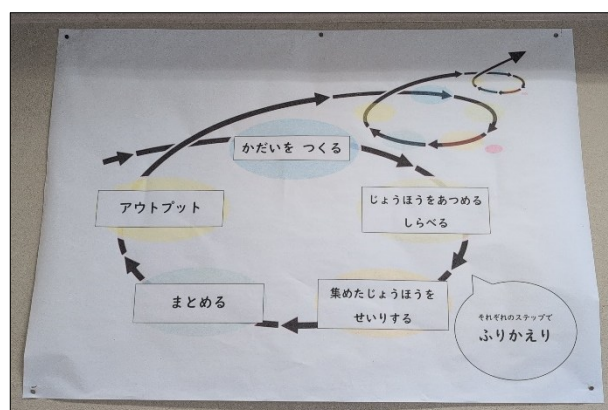 かだいを つくる
じょうほうをあつめる
しらべる
集めたじょうほうを
せいりする
まとめる
アウトプット
それぞれのステップで
ふりかえり